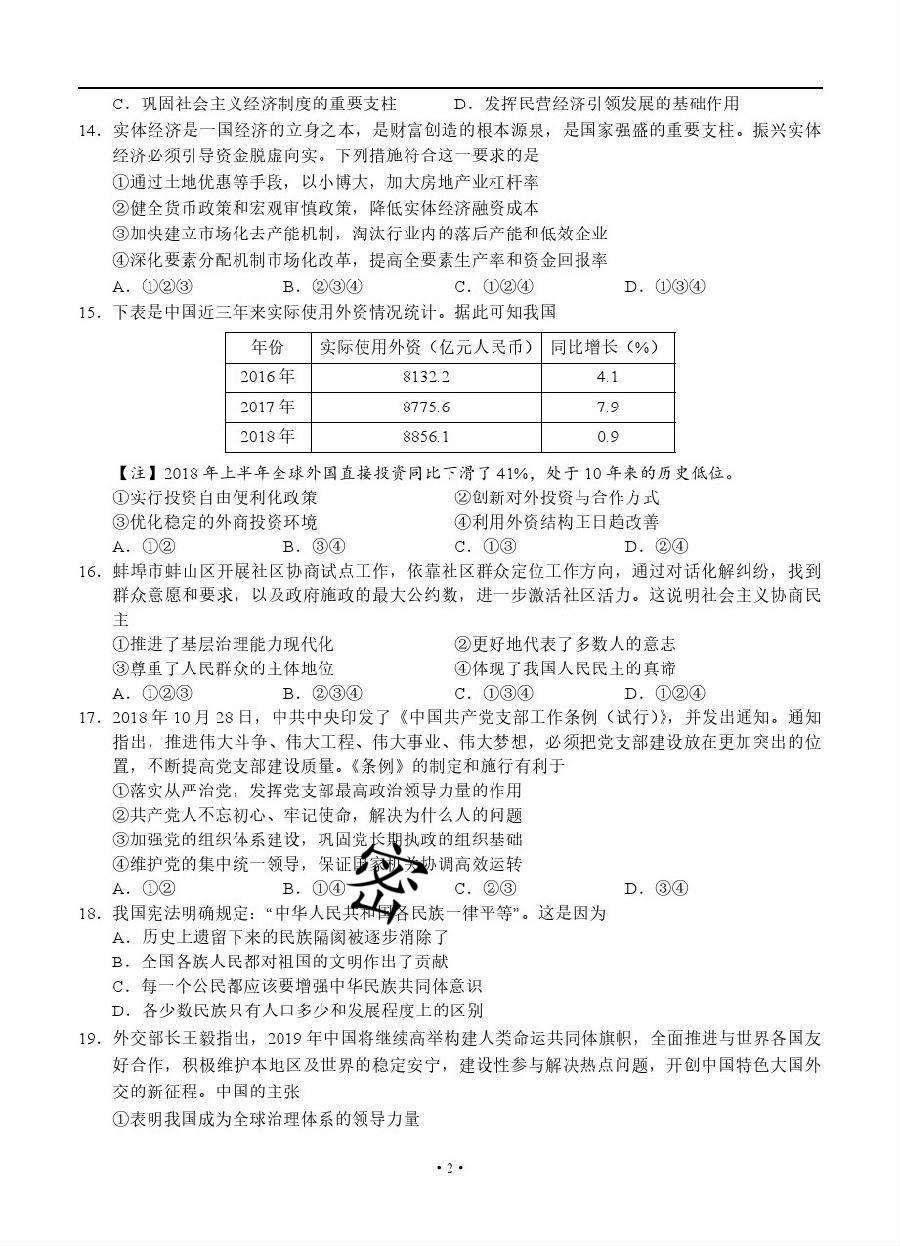 C．巩固社会主义经济制度的重要支柱 D．发挥民营经济引领发展的基础作用
14．实体经济是一国经济的立身之本，是财富创造的根本源泉，是国家强盛的重要支柱。振兴实体
经济必须引导资金脱虚向实。下列措施符合这一要求的是
①通过土地优惠等手段，以小博大，加大房地产业杠杆率
②健全货币政策和宏观审慎政策，降低实体经济融资成本
③加快建立市场化去产能机制，淘汰行业内的落后产能和低效企业
④深化要素分配机制市场化改革，提高全要素生产率和资金回报率
A．①②③ B．②③④ C．①②④ D．①③④
15．下表是中国近三年来实际使用外资情况统计。据此可知我国
年份 实际使用外资（亿元人民币） 同比增长（%）
2016年 8132.2 4.1
2017年 8775.6 7.9
2018年 8856.1 0.9
【注】2018年上半年全球外国直接投资同比下滑了41%，处于10年来的历史低位。
①实行投资自由便利化政策 ②创新对外投资与合作方式
③优化稳定的外商投资环境 ④利用外资结构正日趋改善
A．①② B．③④ C．①③ D．②④
16．蚌埠市蚌山区开展社区协商试点工作，依靠社区群众定位工作方向，通过对话化解纠纷，找到
群众意愿和要求，以及政府施政的最大公约数，进一步激活社区活力。这说明社会主义协商民
主
①推进了基层治理能力现代化 ②更好地代表了多数人的意志
③尊重了人民群众的主体地位 ④体现了我国人民民主的真谛
A．①②③ B．②③④ C．①③④ D．①②④
17．2018年10月28日，中共中央印发了《中国共产党支部工作条例（试行）》，并发出通知。通知
指出，推进伟大斗争、伟大工程、伟大事业、伟大梦想，必须把党支部建设放在更加突出的位
置，不断提高党支部建设质量。《条例》的制定和施行有利于
①落实从严治党，发挥党支部最高政治领导力量的作用
②共产党人不忘初心、牢记使命，解决为什么人的问题
③加强党的组织体系建设，巩固党长期执政的组织基础
④维护党的集中统一领导，保证国家机关协调高效运转
A．①② B．①④ C．②③ D．③④
密
18．我国宪法明确规定：“中华人民共和国各民族一律平等”。这是因为
A．历史上遗留下来的民族隔阂被逐步消除了
B．全国各族人民都对祖国的文明作出了贡献
C．每一个公民都应该要增强中华民族共同体意识
D．各少数民族只有人口多少和发展程度上的区别
19．外交部长王毅指出，2019年中国将继续高举构建人类命运共同体旗帜，全面推进与世界各国友
好合作，积极维护本地区及世界的稳定安宁，建设性参与解决热点问题，开创中国特色大国外
交的新征程。中国的主张
①表明我国成为全球治理体系的领导力量
·2·